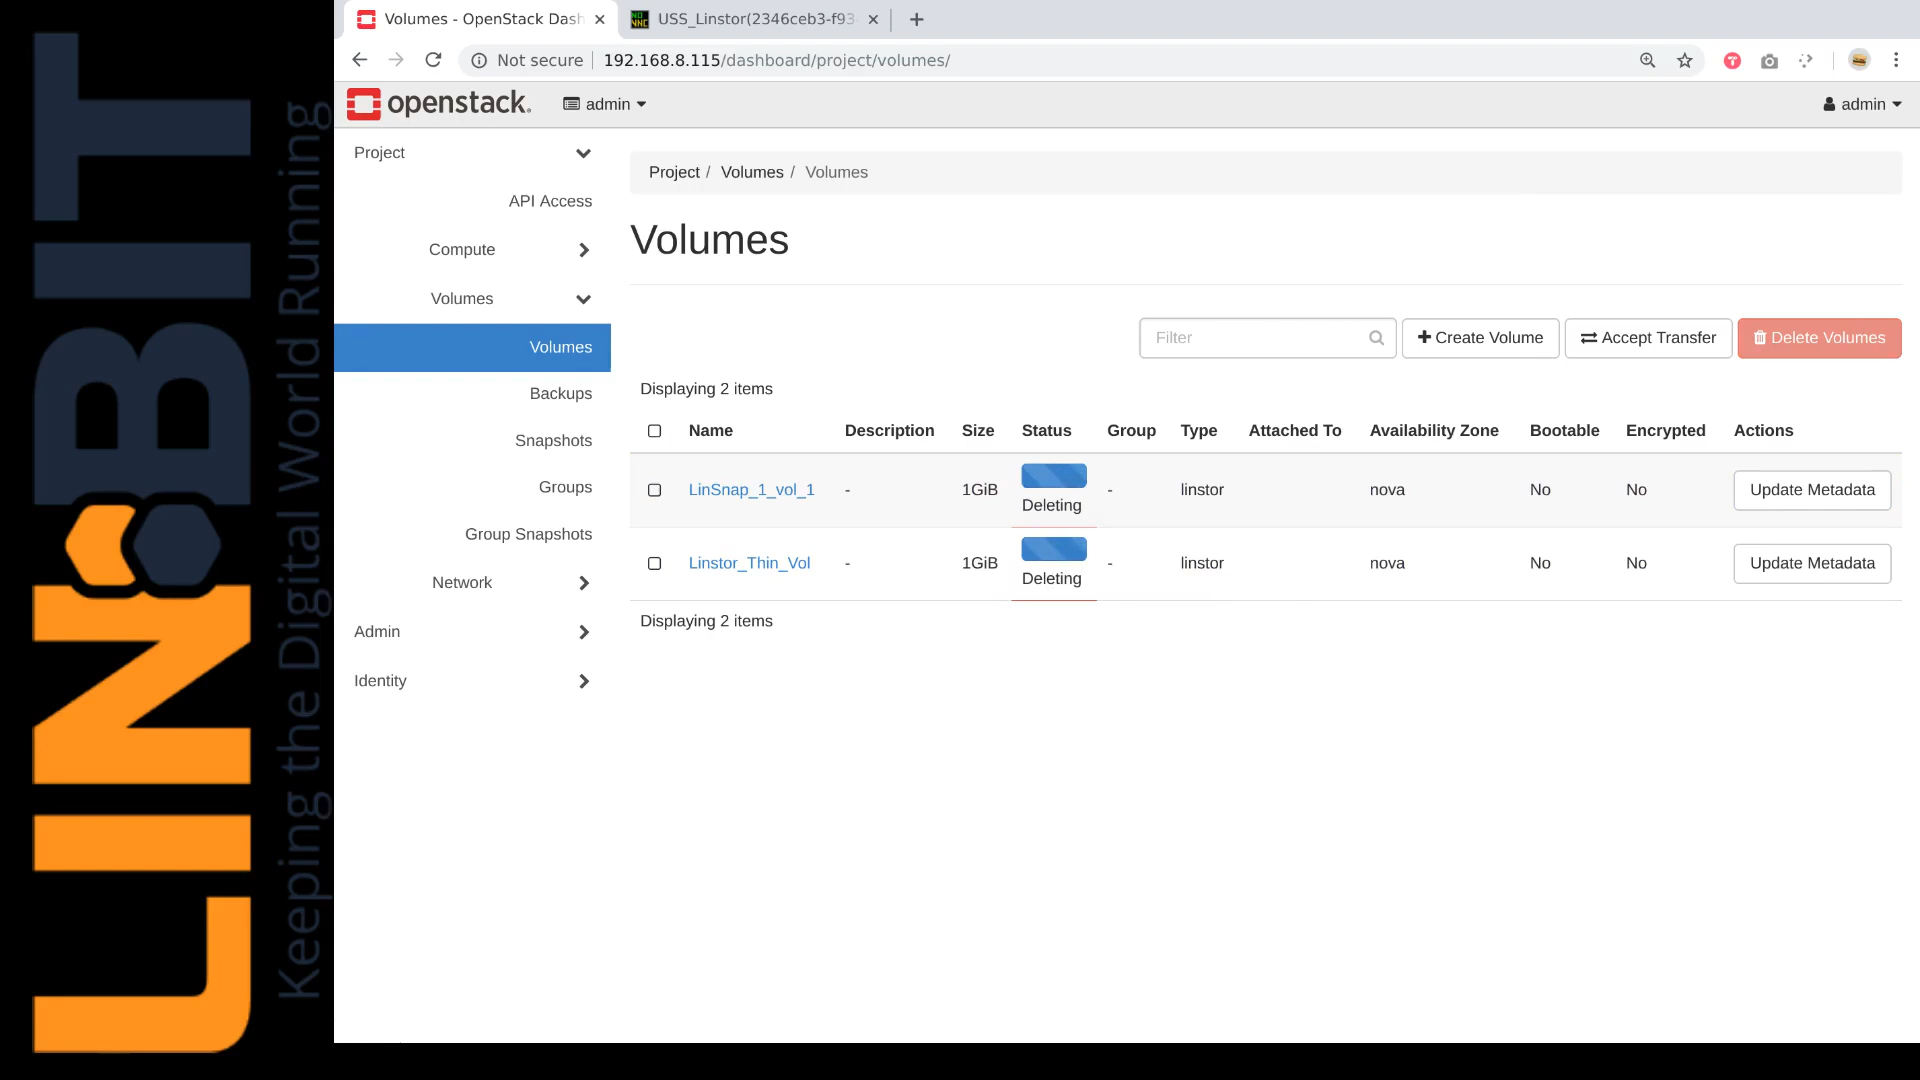 LINBIT
Keeping the Digital World Running
Volumes - OpenStack Dash
USS_Linstor(2346ceb3-f93
Not secure
192.168.8.115/dashboard/project/volumes/
openstack.
admin
admin
Project
API Access
Compute
Volumes
Volumes
Backups
Snapshots
Groups
Group Snapshots
Network
Admin
Identity
Project / Volumes / Volumes
Volumes
Filter
Create Volume
Accept Transfer
Delete Volumes
Displaying 2 items
Name Description Size Status Group Type Attached To Availability Zone Bootable Encrypted Actions
LinSnap_1_vol_1 - 1GiB Deleting - linstor nova No No Update Metadata
Linstor_Thin_Vol - 1GiB Deleting - linstor nova No No Update Metadata
Displaying 2 items